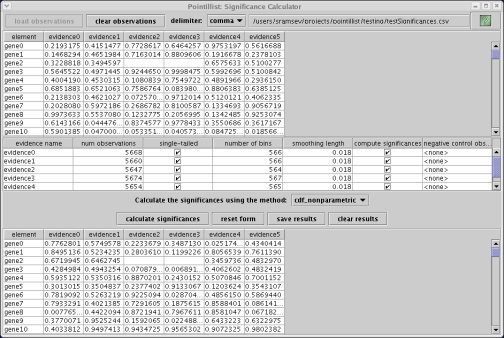 Pointillist: Significance Calculator
load observations clear observations delimiter: comma /users/sramsey/projects/pointillist/testing/testSignificances.csv
element evidence0 evidence1 evidence2 evidence3 evidence4 evidence5
gene0 0.2193175 0.4151477 0.7728617 0.6464257 0.9753197 0.5616688
gene1 0.1468294 0.4651984 0.7163014 0.8809606 0.1916678 0.2378103
gene2 0.3228818 0.3494597 0.6575633 0.5100277
gene3 0.5645522 0.4971445 0.9244650 0.9998475 0.5992696 0.5100842
gene4 0.4004190 0.4530315 0.1080839 0.7549722 0.4891966 0.2936150
gene5 0.6851883 0.6521063 0.7586764 0.083980... 0.8806383 0.6385125
gene6 0.2138103 0.4621027 0.072570... 0.9712014 0.5120121 0.4062335
gene7 0.2028080 0.5972186 0.2686782 0.8100587 0.1334693 0.9056719
gene8 0.9973633 0.5537080 0.1232775 0.2056995 0.1342485 0.9253074
gene9 0.6163144 0.044476... 0.8374577 0.9778433 0.3550686 0.3617167
gene10 0.5901385 0.047000... 0.053351... 0.040573... 0.084725... 0.018566...
evidence name num observations single-tailed number of bins smoothing length compute significances negative control obs...
evidence0 5668 566 0.018 <none>
evidence1 5660 566 0.018 <none>
evidence2 5647 564 0.018 <none>
evidence3 5674 567 0.018 <none>
evidence4 5654 565 0.018 <none>
Calculate the significances using the method: cdf_nonparametric
calculate significances reset form save results clear results
element evidence0 evidence1 evidence2 evidence3 evidence4 evidence5
gene0 0.7762801 0.5749578 0.2233679 0.3487130 0.025174... 0.4340414
gene1 0.8495136 0.5234235 0.2803610 0.1199226 0.8056539 0.7611390
gene2 0.6719945 0.6462745 0.3459736 0.4832970
gene3 0.4284984 0.4943254 0.070879... 0.006891... 0.4062602 0.4832419
gene4 0.5935122 0.5350316 0.8870201 0.2430152 0.5070846 0.7001152
gene5 0.3013015 0.3504837 0.2377402 0.9133067 0.1203624 0.3543107
gene6 0.7819092 0.5263219 0.9225094 0.028704... 0.4856150 0.5869440
gene7 0.7933291 0.4021385 0.7291605 0.1875615 0.8588401 0.086141...
gene8 0.007765... 0.4422094 0.8721941 0.7967611 0.8581047 0.067182...
gene9 0.3770071 0.9525244 0.1592065 0.022488... 0.6433223 0.6322975
gene10 0.4033812 0.9497413 0.9434725 0.9565302 0.9072325 0.9802382